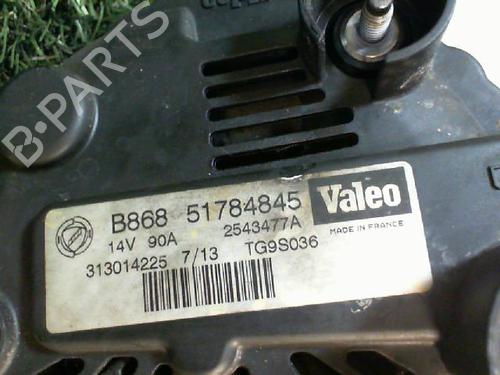 B-PARTS
B868 51784845
Valeo
14V 90A 2543477A
MADE IN FRANCE
313014225 7/13 TG9S036